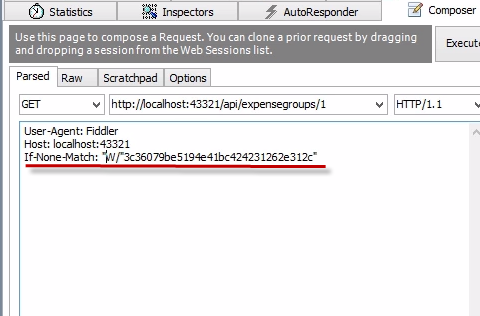 Statistics Inspectors AutoResponder Composer
Use this page to compose a Request. You can clone a prior request by dragging Execute
and dropping a session from the Web Sessions list.
Parsed Raw Scratchpad Options
GET http://localhost:43321/api/expensegroups/1 HTTP/1.1
User-Agent: Fiddler
Host: localhost:43321
If-None-Match: "W/"3c36079be5194e41bc424231262e312c"